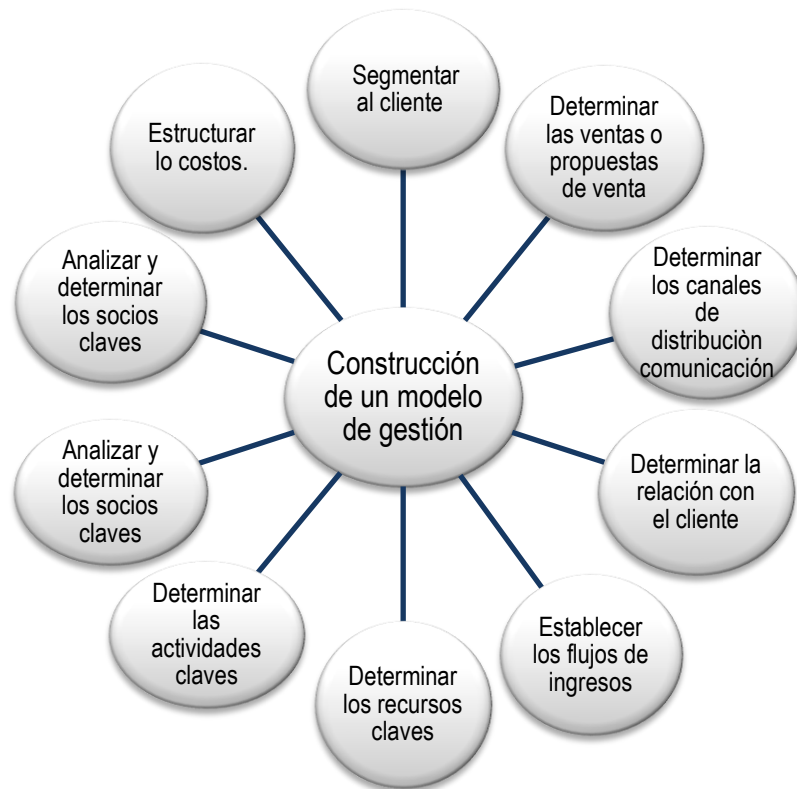 Segmentar
al cliente
Determinar
las ventas o
propuestas
de venta
Determinar
los canales
de
distribuciòn
comunicación
Determinar la
relación con
el cliente
Establecer
los flujos de
ingresos
Determinar
los recursos
claves
Determinar
las
actividades
claves
Analizar y
determinar
los socios
claves
Analizar y
determinar
los socios
claves
Estructurar
lo costos.
Construcción
de un modelo
de gestión